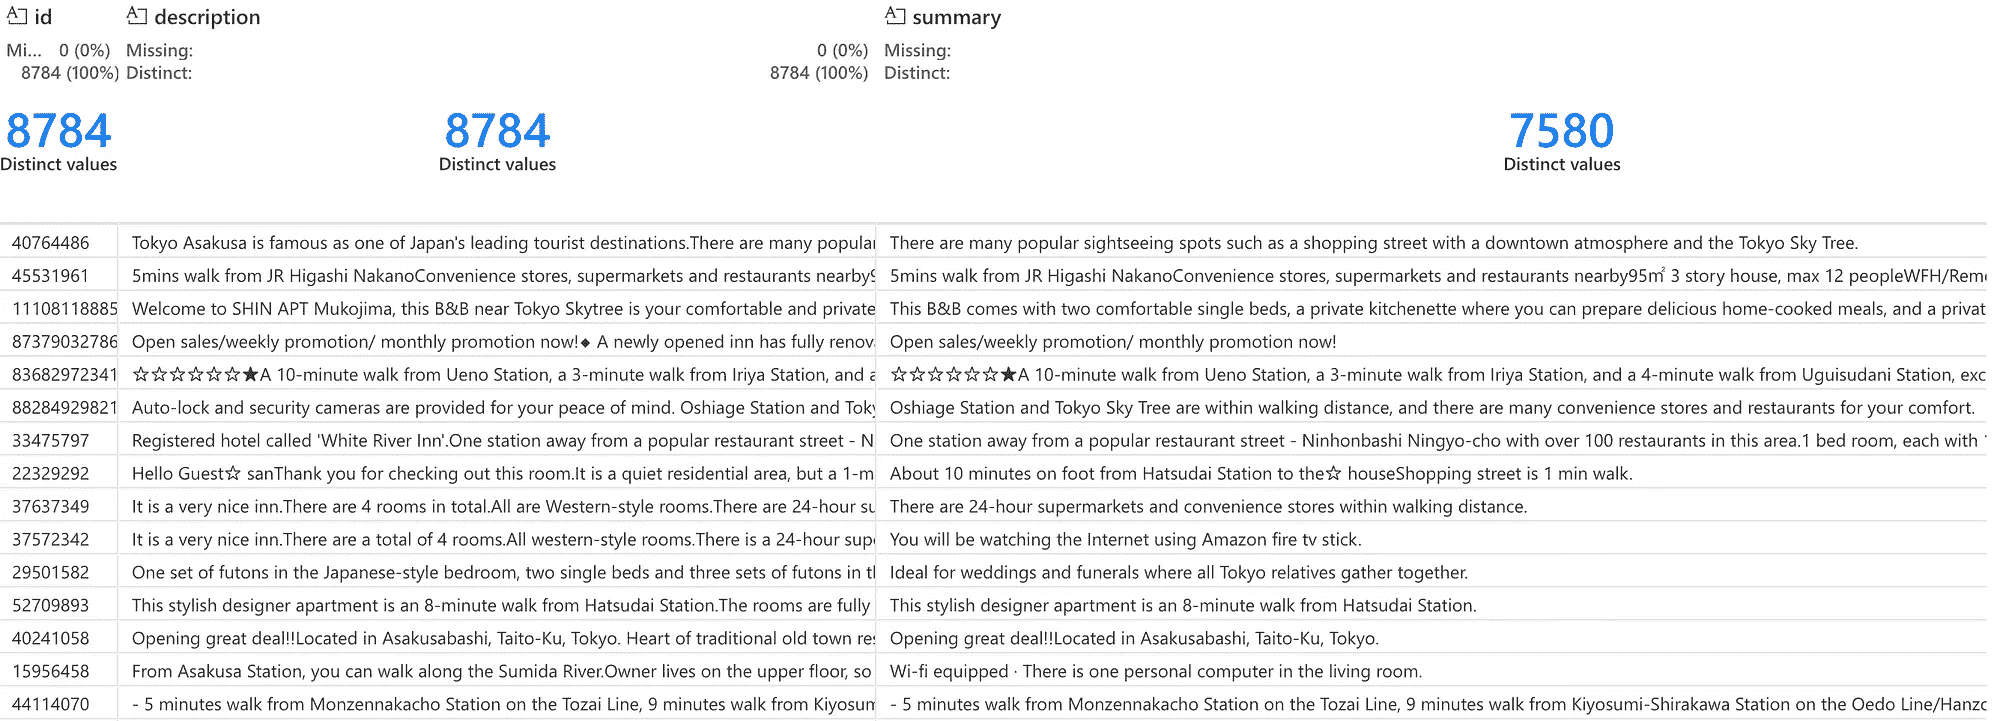 id description summary
Mi... 0 (0%) Missing: 0 (0%) Missing:
8784 (100%) Distinct: 8784 (100%) Distinct:
8784 8784 7580
Distinct values Distinct values Distinct values
40764486 Tokyo Asakusa is famous as one of Japan's leading tourist destinations.There are many popular There are many popular sightseeing spots such as a shopping street with a downtown atmosphere and the Tokyo Sky Tree.
45531961 5mins walk from JR Higashi NakanoConvenience stores, supermarkets and restaurants nearby9 5mins walk from JR Higashi NakanoConvenience stores, supermarkets and restaurants nearby95㎡ 3 story house, max 12 peopleWFH/Rem
11108118885 Welcome to SHIN APT Mukojima, this B&B near Tokyo Skytree is your comfortable and private This B&B comes with two comfortable single beds, a private kitchenette where you can prepare delicious home-cooked meals, and a privat
87379032786 Open sales/weekly promotion/ monthly promotion now!◆ A newly opened inn has fully renov Open sales/weekly promotion/ monthly promotion now!
83682972341 ☆☆☆☆☆☆★A 10-minute walk from Ueno Station, a 3-minute walk from Iriya Station, and a ☆☆☆☆☆☆★A 10-minute walk from Ueno Station, a 3-minute walk from Iriya Station, and a 4-minute walk from Uguisudani Station, exc
88284929821 Auto-lock and security cameras are provided for your peace of mind. Oshiage Station and Toky Oshiage Station and Tokyo Sky Tree are within walking distance, and there are many convenience stores and restaurants for your comfort.
33475797 Registered hotel called 'White River Inn'.One station away from a popular restaurant street - N One station away from a popular restaurant street - Ninhonbashi Ningyo-cho with over 100 restaurants in this area.1 bed room, each with
22329292 Hello Guest☆ sanThank you for checking out this room.It is a quiet residential area, but a 1-m About 10 minutes on foot from Hatsudai Station to the☆ houseShopping street is 1 min walk.
37637349 It is a very nice inn.There are 4 rooms in total.All are Western-style rooms.There are 24-hour su There are 24-hour supermarkets and convenience stores within walking distance.
37572342 It is a very nice inn.There are a total of 4 rooms.All western-style rooms.There is a 24-hour supe You will be watching the Internet using Amazon fire tv stick.
29501582 One set of futons in the Japanese-style bedroom, two single beds and three sets of futons in th Ideal for weddings and funerals where all Tokyo relatives gather together.
52709893 This stylish designer apartment is an 8-minute walk from Hatsudai Station.The rooms are fully This stylish designer apartment is an 8-minute walk from Hatsudai Station.
40241058 Opening great deal!!Located in Asakusabashi, Taito-Ku, Tokyo. Heart of traditional old town res Opening great deal!!Located in Asakusabashi, Taito-Ku, Tokyo.
15956458 From Asakusa Station, you can walk along the Sumida River.Owner lives on the upper floor, so Wi-fi equipped · There is one personal computer in the living room.
44114070 - 5 minutes walk from Monzennakacho Station on the Tozai Line, 9 minutes walk from Kiyosum - 5 minutes walk from Monzennakacho Station on the Tozai Line, 9 minutes walk from Kiyosumi-Shirakawa Station on the Oedo Line/Hanzo